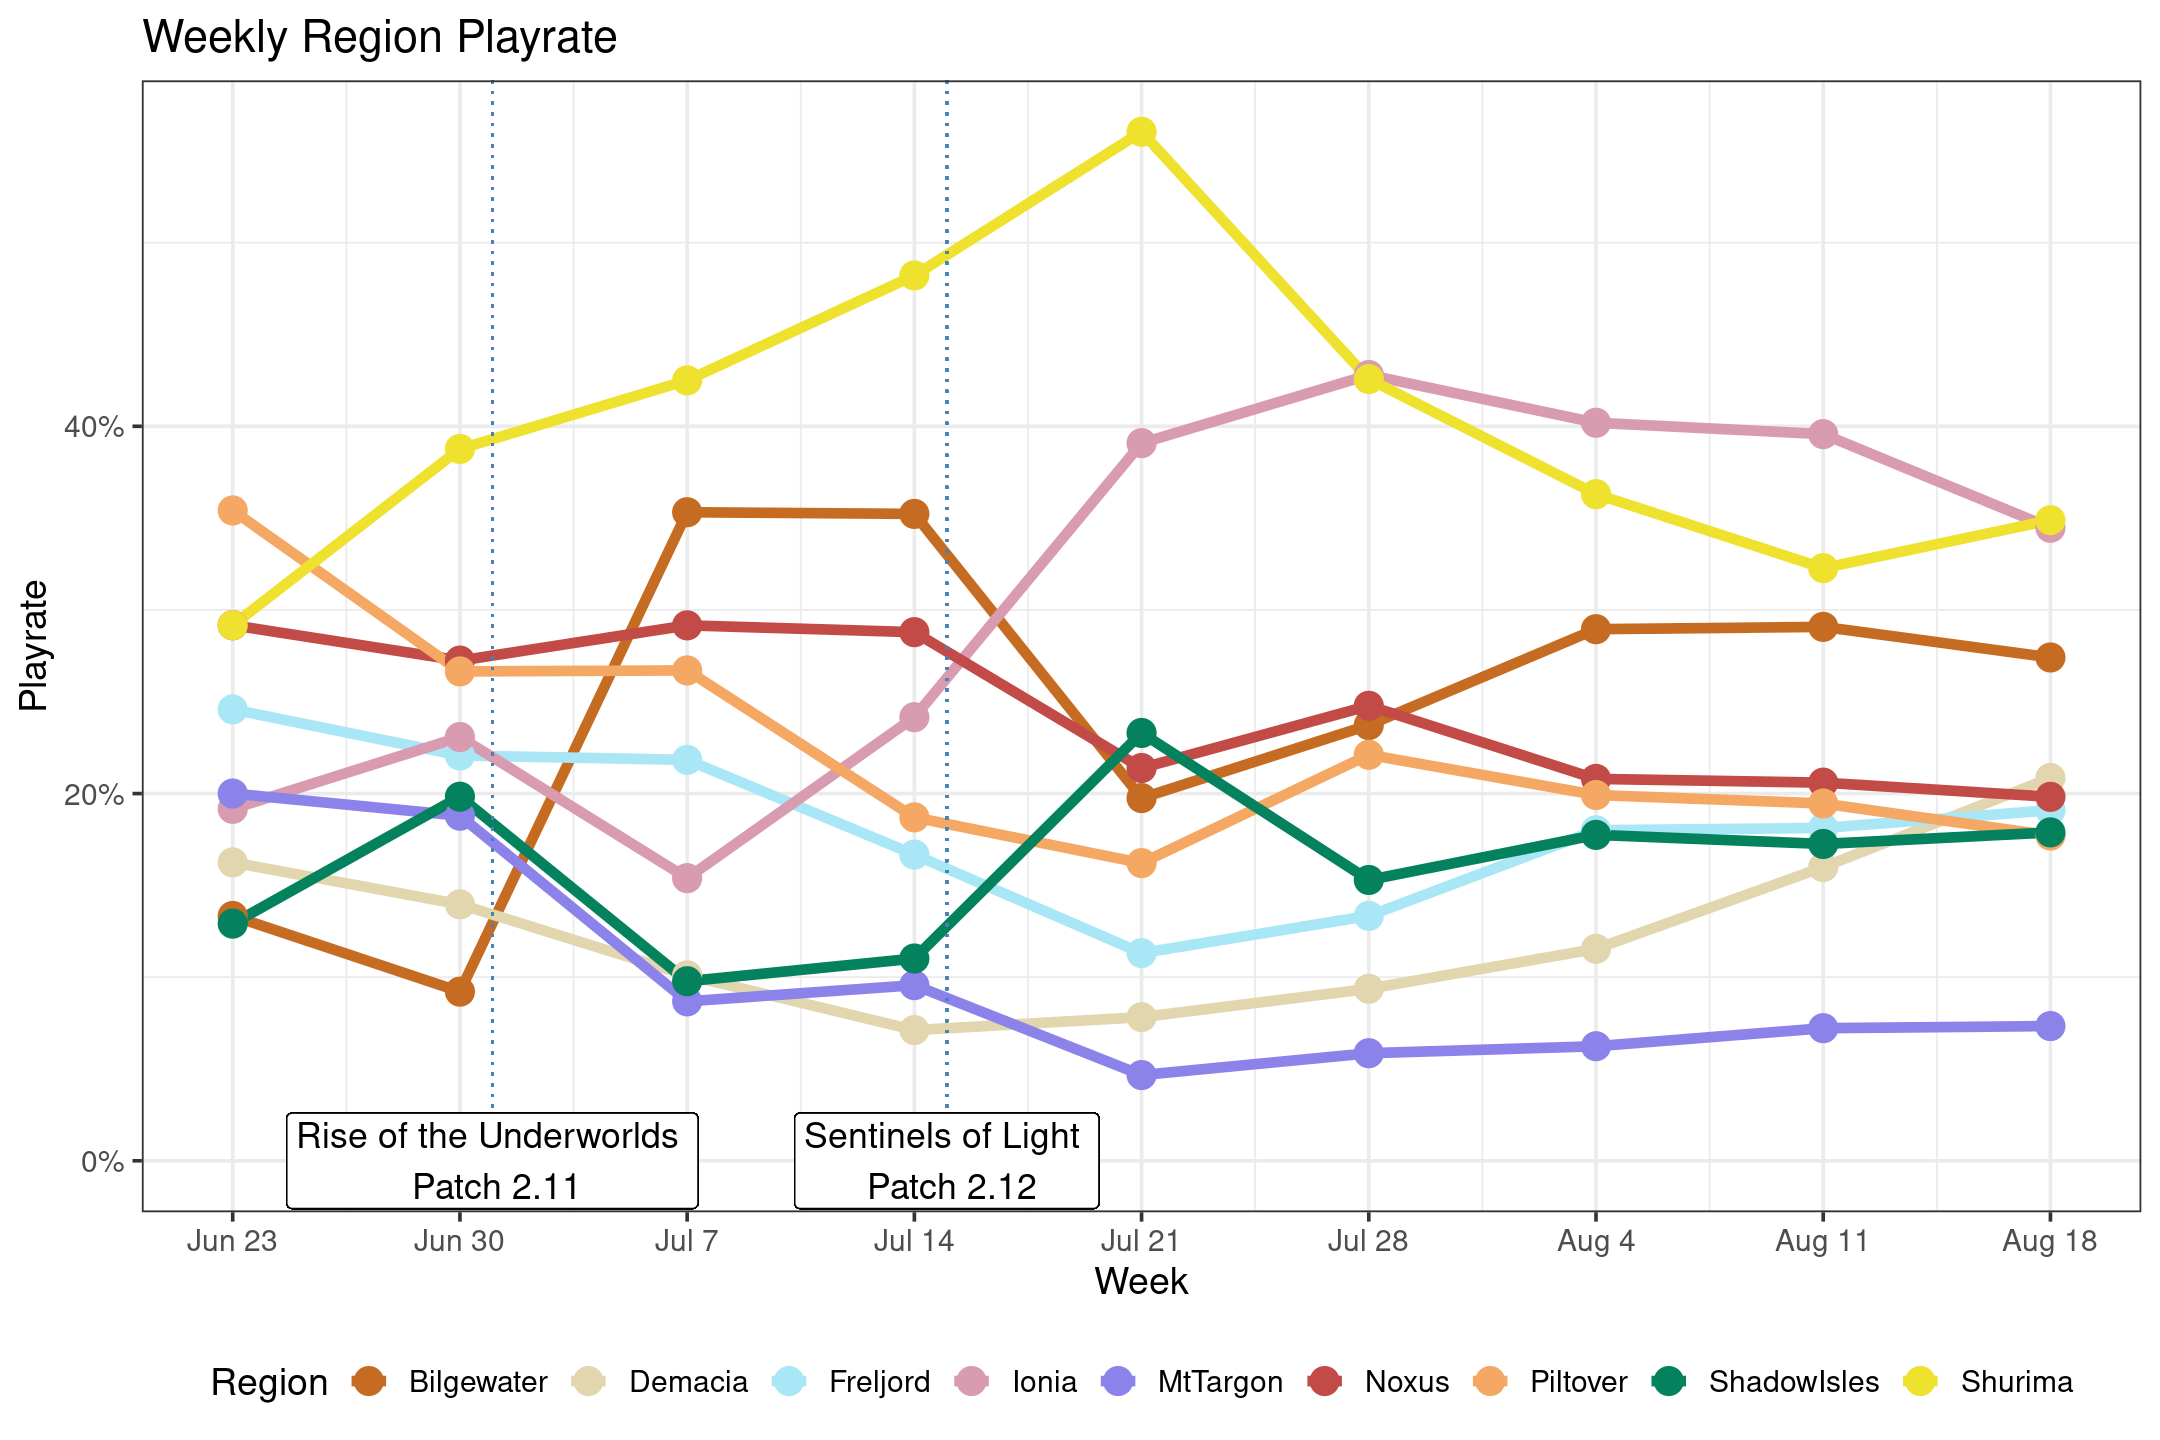 Weekly Region Playrate
Playrate
40%
20%
0%
Rise of the Underworlds
Patch 2.11
Sentinels of Light
Patch 2.12
Jun 23 Jun 30 Jul 7 Jul 14 Jul 21 Jul 28 Aug 4 Aug 11 Aug 18
Week
Region Bilgewater Demacia Freljord Ionia MtTargon Noxus Piltover ShadowIsles Shurima